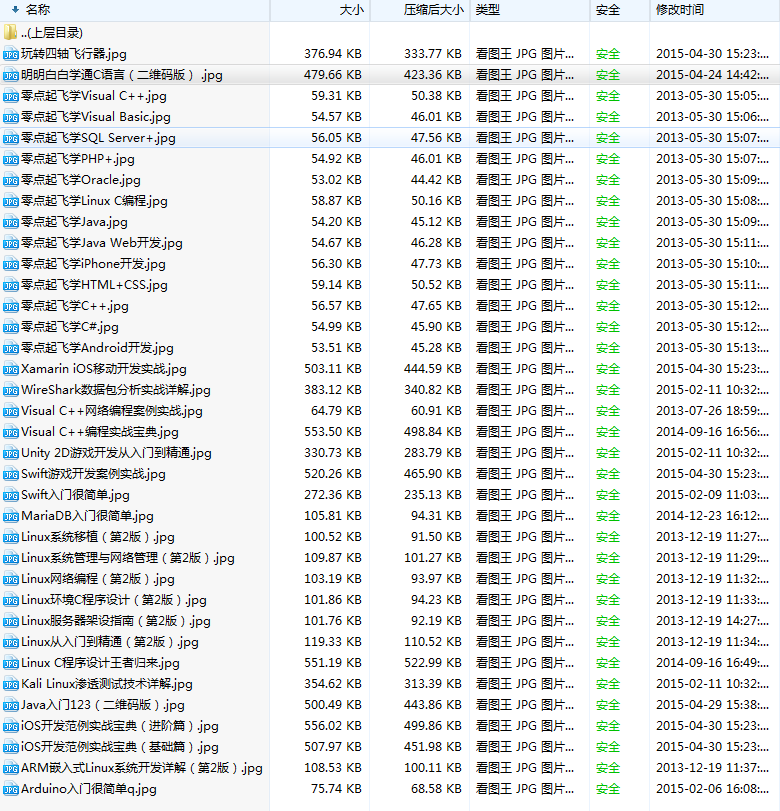 名称 大小 压缩后大小 类型 安全 修改时间
..(上层目录)
玩转四轴飞行器.jpg 376.94 KB 333.77 KB 看图王 JPG 图片... 安全 2015-04-30 15:23:...
明明白白学通C语言（二维码版） .jpg 479.66 KB 423.36 KB 看图王 JPG 图片... 安全 2015-04-24 14:42:...
零点起飞学Visual C++.jpg 59.31 KB 50.38 KB 看图王 JPG 图片... 安全 2013-05-30 15:05:...
零点起飞学Visual Basic.jpg 54.57 KB 46.01 KB 看图王 JPG 图片... 安全 2013-05-30 15:06:...
零点起飞学SQL Server+.jpg 56.05 KB 47.56 KB 看图王 JPG 图片... 安全 2013-05-30 15:07:...
零点起飞学PHP+.jpg 54.92 KB 46.01 KB 看图王 JPG 图片... 安全 2013-05-30 15:07:...
零点起飞学Oracle.jpg 53.02 KB 44.42 KB 看图王 JPG 图片... 安全 2013-05-30 15:09:...
零点起飞学Linux C编程.jpg 58.87 KB 50.16 KB 看图王 JPG 图片... 安全 2013-05-30 15:08:...
零点起飞学Java.jpg 54.20 KB 45.12 KB 看图王 JPG 图片... 安全 2013-05-30 15:09:...
零点起飞学Java Web开发.jpg 54.67 KB 46.28 KB 看图王 JPG 图片... 安全 2013-05-30 15:11:...
零点起飞学iPhone开发.jpg 56.30 KB 47.73 KB 看图王 JPG 图片... 安全 2013-05-30 15:10:...
零点起飞学HTML+CSS.jpg 59.14 KB 50.52 KB 看图王 JPG 图片... 安全 2013-05-30 15:11:...
零点起飞学C++.jpg 56.57 KB 47.65 KB 看图王 JPG 图片... 安全 2013-05-30 15:12:...
零点起飞学C#.jpg 54.99 KB 45.90 KB 看图王 JPG 图片... 安全 2013-05-30 15:12:...
零点起飞学Android开发.jpg 53.51 KB 45.28 KB 看图王 JPG 图片... 安全 2013-05-30 15:13:...
Xamarin iOS移动开发实战.jpg 503.11 KB 444.59 KB 看图王 JPG 图片... 安全 2015-04-30 15:23:...
WireShark数据包分析实战详解.jpg 383.12 KB 340.82 KB 看图王 JPG 图片... 安全 2015-02-11 10:32:...
Visual C++网络编程案例实战.jpg 64.79 KB 60.91 KB 看图王 JPG 图片... 安全 2013-07-26 18:59:...
Visual C++编程实战宝典.jpg 553.50 KB 498.84 KB 看图王 JPG 图片... 安全 2014-09-16 16:56:...
Unity 2D游戏开发从入门到精通.jpg 330.73 KB 283.79 KB 看图王 JPG 图片... 安全 2015-02-11 10:32:...
Swift游戏开发案例实战.jpg 520.26 KB 465.90 KB 看图王 JPG 图片... 安全 2015-04-30 15:23:...
Swift入门很简单.jpg 272.36 KB 235.13 KB 看图王 JPG 图片... 安全 2015-02-09 11:03:...
MariaDB入门很简单.jpg 105.81 KB 94.31 KB 看图王 JPG 图片... 安全 2014-12-23 16:12:...
Linux系统移植（第2版）.jpg 100.52 KB 91.50 KB 看图王 JPG 图片... 安全 2013-12-19 11:27:...
Linux系统管理与网络管理（第2版）.jpg 109.87 KB 101.27 KB 看图王 JPG 图片... 安全 2013-12-19 11:29:...
Linux网络编程（第2版）.jpg 103.19 KB 93.97 KB 看图王 JPG 图片... 安全 2013-12-19 11:32:...
Linux环境C程序设计（第2版）.jpg 101.86 KB 94.23 KB 看图王 JPG 图片... 安全 2013-12-19 11:33:...
Linux服务器架设指南（第2版）.jpg 101.76 KB 92.19 KB 看图王 JPG 图片... 安全 2013-12-19 14:27:...
Linux从入门到精通（第2版）.jpg 119.33 KB 110.52 KB 看图王 JPG 图片... 安全 2013-12-19 11:34:...
Linux C程序设计王者归来.jpg 551.19 KB 522.99 KB 看图王 JPG 图片... 安全 2014-09-16 16:49:...
Kali Linux渗透测试技术详解.jpg 354.62 KB 313.39 KB 看图王 JPG 图片... 安全 2015-02-11 10:32:...
Java入门123（二维码版）.jpg 500.49 KB 443.86 KB 看图王 JPG 图片... 安全 2015-04-29 15:38:...
iOS开发范例实战宝典（进阶篇）.jpg 556.02 KB 499.86 KB 看图王 JPG 图片... 安全 2015-04-30 15:23:...
iOS开发范例实战宝典（基础篇）.jpg 507.97 KB 451.98 KB 看图王 JPG 图片... 安全 2015-04-30 15:23:...
ARM嵌入式Linux系统开发详解（第2版）.jpg 108.53 KB 100.11 KB 看图王 JPG 图片... 安全 2013-12-19 11:37:...
Arduino入门很简单q.jpg 75.74 KB 68.58 KB 看图王 JPG 图片... 安全 2015-02-06 16:08:...